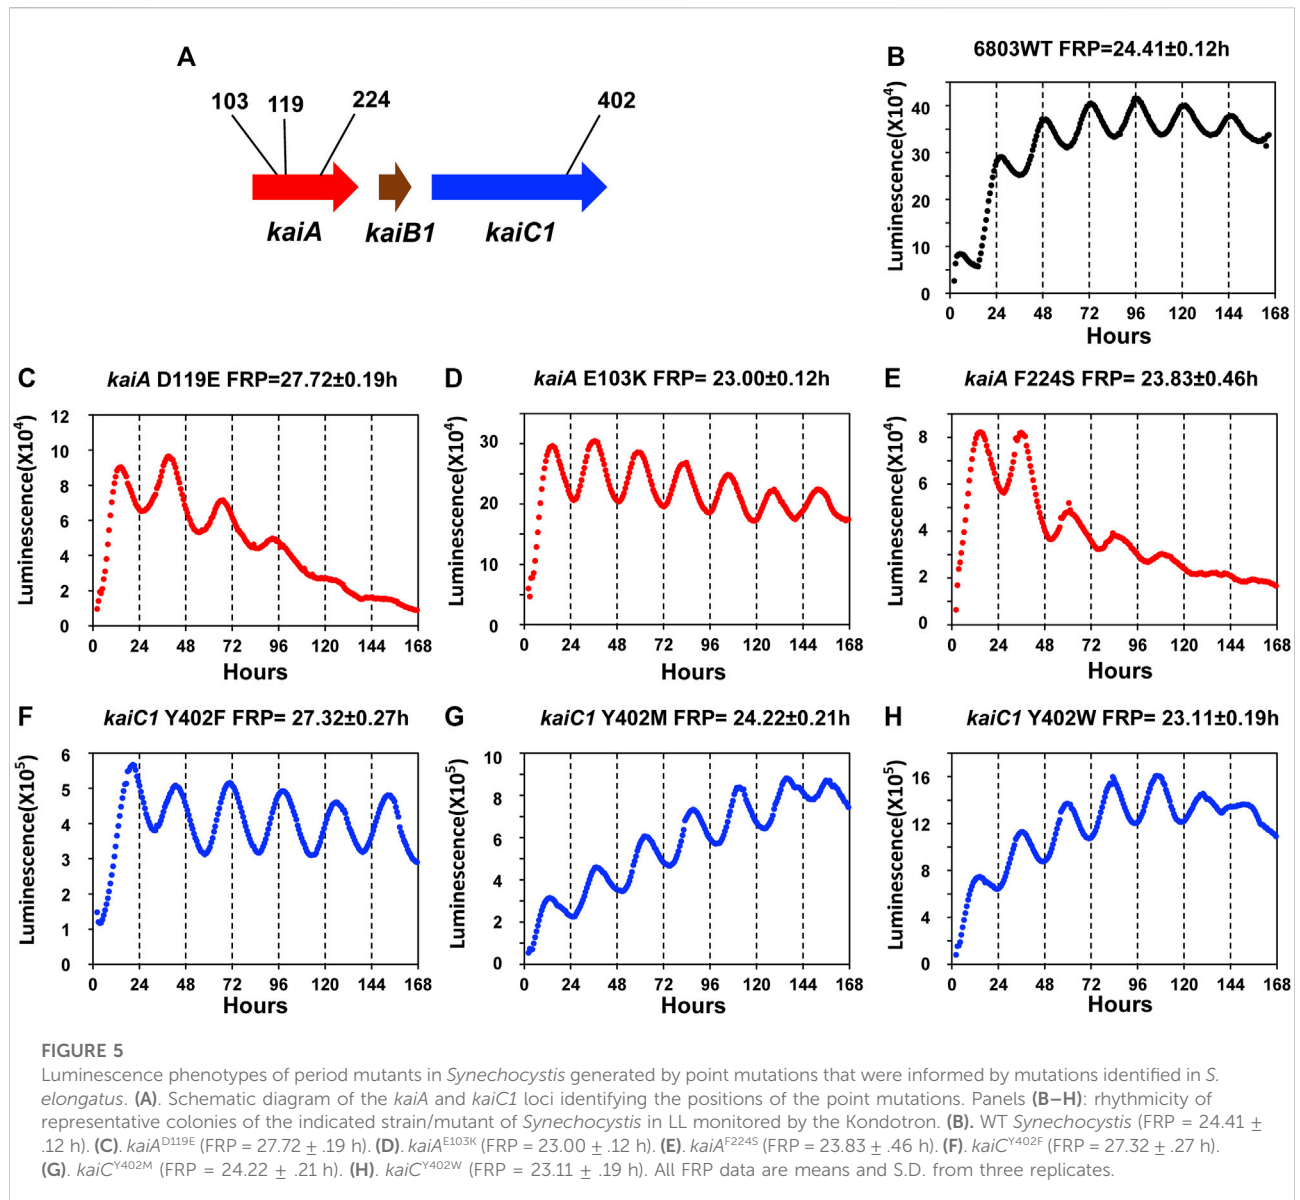 A
103
119
224
402
kaiA
kaiB1
kaiC1
B
6803WT FRP=24.41±0.12h
Luminescence(X10⁴)
40
30
20
10
0
0 24 48 72 96 120 144 168
Hours
C
kaiA D119E FRP=27.72±0.19h
Luminescence(X10⁴)
12
10
8
6
4
2
0
0 24 48 72 96 120 144 168
Hours
D
kaiA E103K FRP= 23.00±0.12h
Luminescence(X10⁴)
30
20
10
0
0 24 48 72 96 120 144 168
Hours
E
kaiA F224S FRP= 23.83±0.46h
Luminescence(X10⁴)
8
6
4
2
0
0 24 48 72 96 120 144 168
Hours
F
kaiC1 Y402F FRP= 27.32±0.27h
Luminescence(X10⁵)
6
5
4
3
2
1
0
0 24 48 72 96 120 144 168
Hours
G
kaiC1 Y402M FRP= 24.22±0.21h
Luminescence(X10⁵)
10
8
6
4
2
0
0 24 48 72 96 120 144 168
Hours
H
kaiC1 Y402W FRP= 23.11±0.19h
Luminescence(X10⁵)
16
12
8
4
0
0 24 48 72 96 120 144 168
Hours
FIGURE 5
Luminescence phenotypes of period mutants in Synechocystis generated by point mutations that were informed by mutations identified in S.
elongatus. (A). Schematic diagram of the kaiA and kaiC1 loci identifying the positions of the point mutations. Panels (B–H): rhythmicity of
representative colonies of the indicated strain/mutant of Synechocystis in LL monitored by the Kondotron. (B). WT Synechocystis (FRP = 24.41 ±
.12 h). (C). kaiA^D119E (FRP = 27.72 ± .19 h). (D). kaiA^E103K (FRP = 23.00 ± .12 h). (E). kaiA^F224S (FRP = 23.83 ± .46 h). (F). kaiC^Y402F (FRP = 27.32 ± .27 h).
(G). kaiC^Y402M (FRP = 24.22 ± .21 h). (H). kaiC^Y402W (FRP = 23.11 ± .19 h). All FRP data are means and S.D. from three replicates.